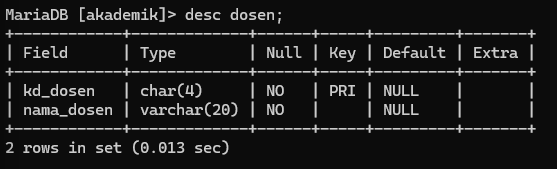 MariaDB [akademik]> desc dosen;
+------------+-------------+------+-----+---------+-------+
| Field      | Type        | Null | Key | Default | Extra |
+------------+-------------+------+-----+---------+-------+
| kd_dosen   | char(4)     | NO   | PRI | NULL    |       |
| nama_dosen | varchar(20) | NO   |     | NULL    |       |
+------------+-------------+------+-----+---------+-------+
2 rows in set (0.013 sec)